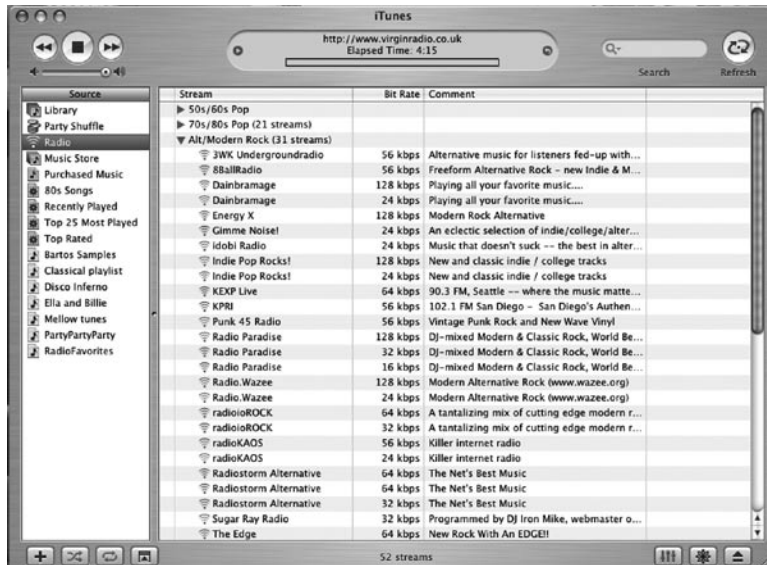 iTunes
http://www.virginradio.co.uk
Elapsed Time: 4:15
Search
Refresh
Source
Library
Party Shuffle
Radio
Music Store
Purchased Music
80s Songs
Recently Played
Top 25 Most Played
Top Rated
Bartos Samples
Classical playlist
Disco Inferno
Ella and Billie
Mellow tunes
PartyPartyParty
RadioFavorites
Stream Bit Rate Comment
50s/60s Pop
70s/80s Pop (21 streams)
Alt/Modern Rock (31 streams)
3WK Undergroundradio 56 kbps Alternative music for listeners fed-up with...
8BallRadio 56 kbps Freeform Alternative Rock - new Indie & M...
Dainbramage 128 kbps Playing all your favorite music....
Dainbramage 24 kbps Playing all your favorite music....
Energy X 128 kbps Modern Rock Alternative
Gimme Noise! 24 kbps An eclectic selection of indie/college/alter...
idobi Radio 24 kbps Music that doesn't suck -- the best in alter...
Indie Pop Rocks! 128 kbps New and classic indie / college tracks
Indie Pop Rocks! 24 kbps New and classic indie / college tracks
KEXP Live 64 kbps 90.3 FM, Seattle -- where the music matte...
KPRI 56 kbps 102.1 FM San Diego - San Diego's Authen...
Punk 45 Radio 56 kbps Vintage Punk Rock and New Wave Vinyl
Radio Paradise 128 kbps DJ-mixed Modern & Classic Rock, World Be...
Radio Paradise 32 kbps DJ-mixed Modern & Classic Rock, World Be...
Radio Paradise 16 kbps DJ-mixed Modern & Classic Rock, World Be...
Radio.Wazee 128 kbps Modern Alternative Rock (www.wazee.org)
Radio.Wazee 24 kbps Modern Alternative Rock (www.wazee.org)
radioioROCK 64 kbps A tantalizing mix of cutting edge modern r...
radioioROCK 32 kbps A tantalizing mix of cutting edge modern r...
radioKAOS 56 kbps Killer internet radio
radioKAOS 24 kbps Killer internet radio
Radiostorm Alternative 64 kbps The Net's Best Music
Radiostorm Alternative 64 kbps The Net's Best Music
Radiostorm Alternative 32 kbps The Net's Best Music
Sugar Ray Radio 32 kbps Programmed by DJ Iron Mike, webmaster o...
The Edge 64 kbps New Rock With An EDGE!!
52 streams